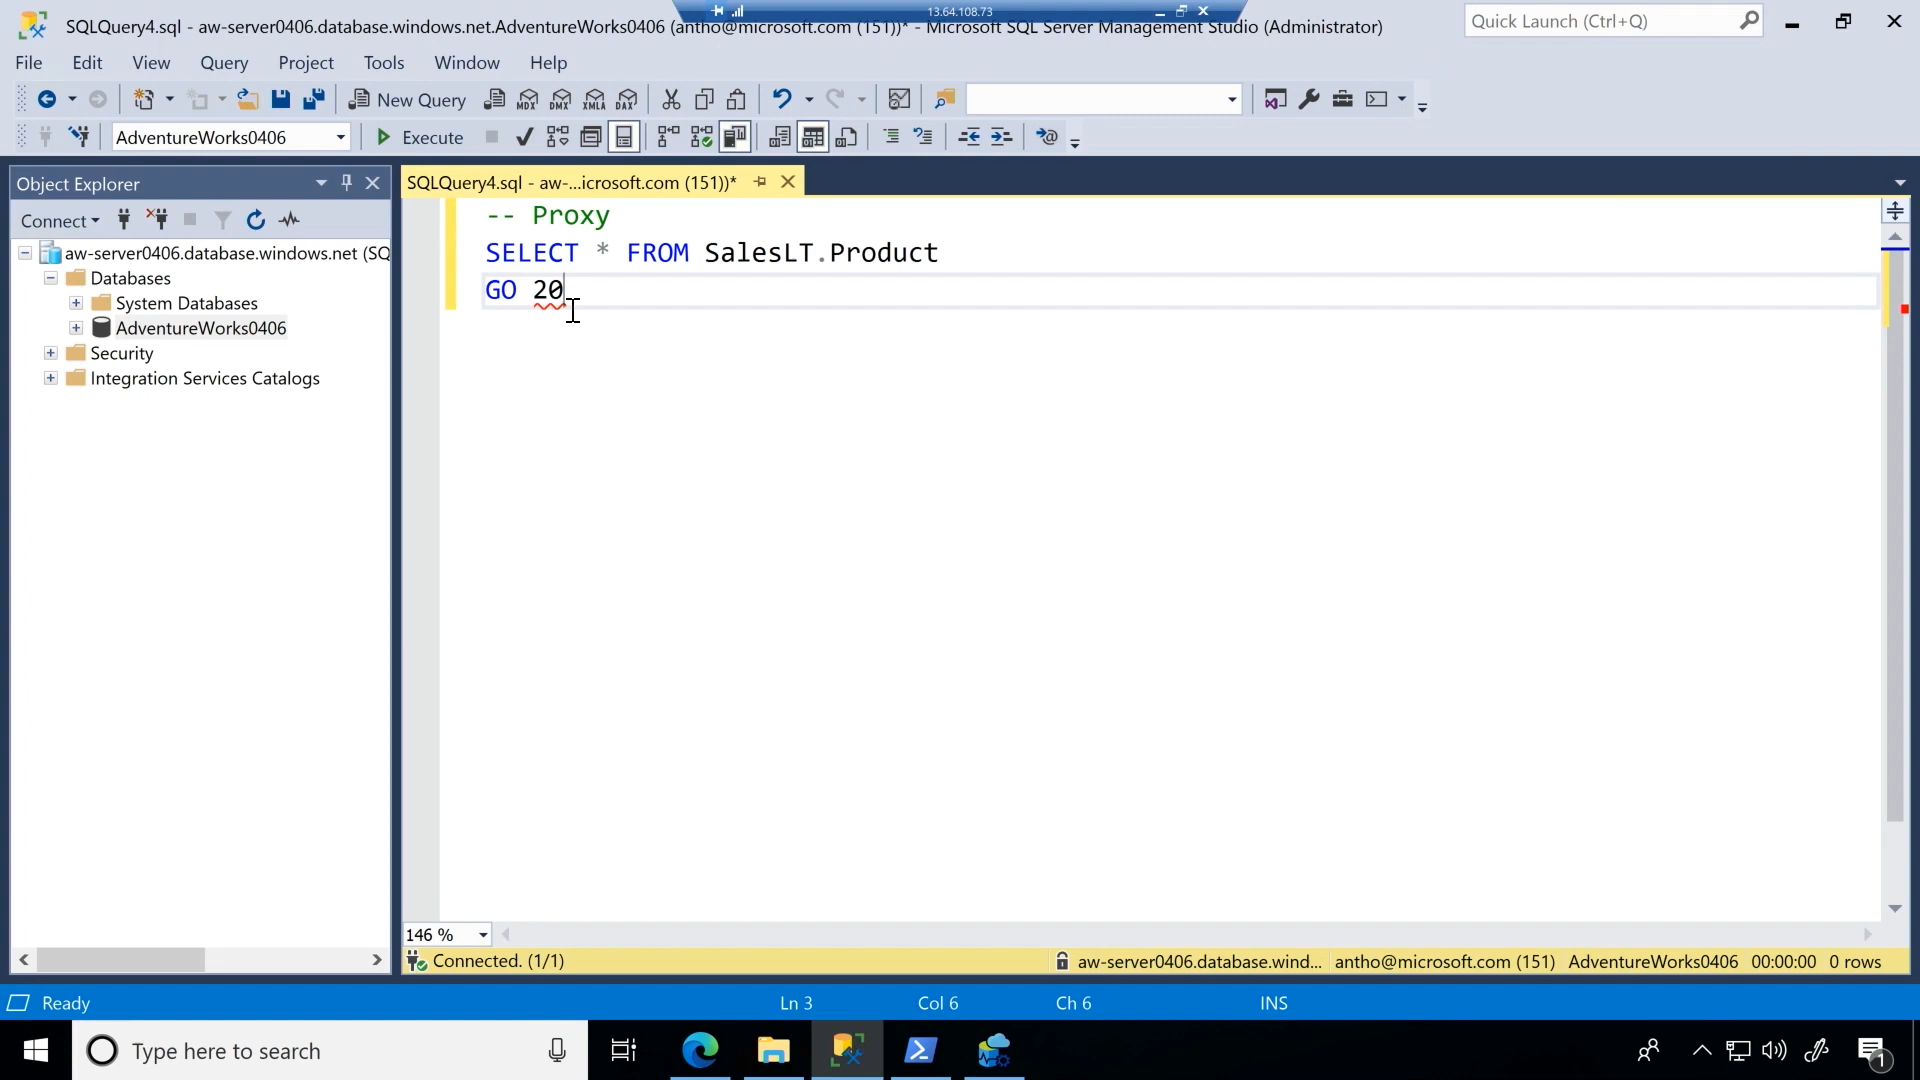 13.64.108.73
SQLQuery4.sql - aw-server0406.database.windows.net.AdventureWorks0406 (antho@microsoft.com (151))* - Microsoft SQL Server Management Studio (Administrator)
Quick Launch (Ctrl+Q)
File Edit View Query Project Tools Window Help
New Query MDX DMX XMLA DAX
AdventureWorks0406 Execute
Object Explorer
SQLQuery4.sql - aw-...icrosoft.com (151))*
Connect
aw-server0406.database.windows.net (SQ
Databases
System Databases
AdventureWorks0406
Security
Integration Services Catalogs
-- Proxy
SELECT * FROM SalesLT.Product
GO 20
146 %
Connected. (1/1)
aw-server0406.database.wind... antho@microsoft.com (151) AdventureWorks0406 00:00:00 0 rows
Ready Ln 3 Col 6 Ch 6 INS
Type here to search
1